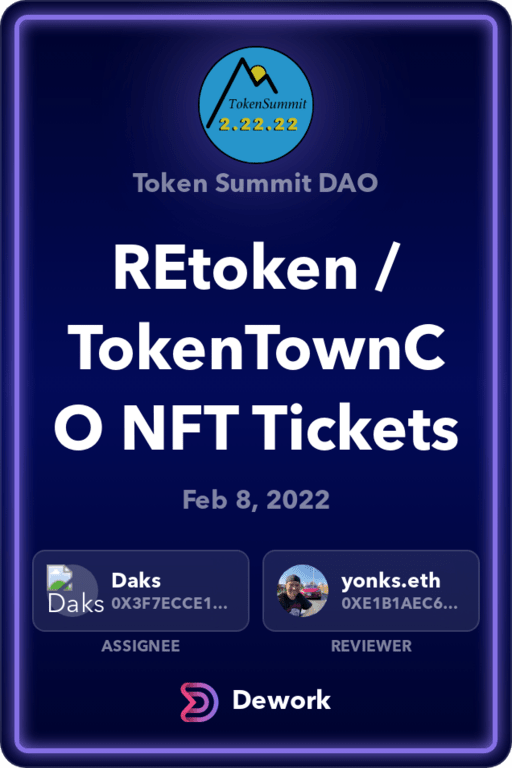 TokenSummit
2.22.22
Token Summit DAO
REtoken /
TokenTownC
O NFT Tickets
Feb 8, 2022
Daks
Daks
0X3F7ECCE1...
ASSIGNEE
yonks.eth
0XE1B1AEC6...
REVIEWER
Dework